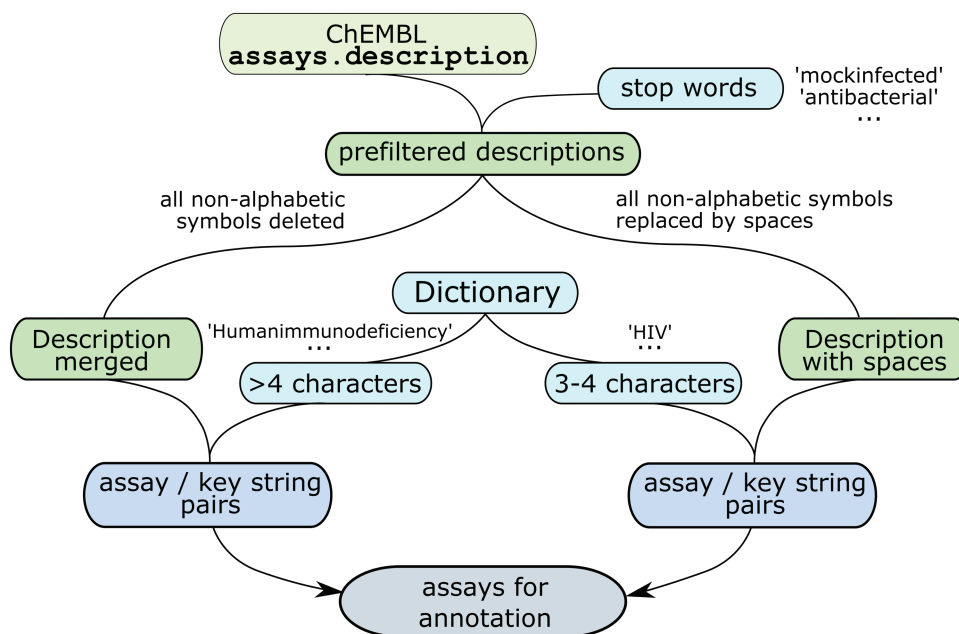 ChEMBL
assays.description
stop words
'mockinfected'
'antibacterial'
...
prefiltered descriptions
all non-alphabetic
symbols deleted
all non-alphabetic symbols
replaced by spaces
Dictionary
Description
merged
'Humanimmunodeficiency'
...
'HIV'
...
Description
with spaces
>4 characters
3-4 characters
assay / key string
pairs
assay / key string
pairs
assays for
annotation